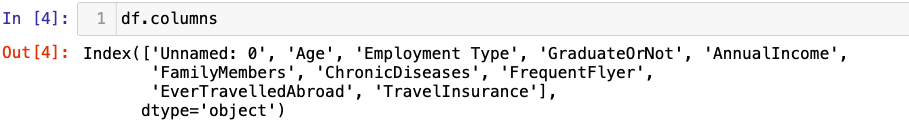 In [4]: 1 df.columns
Out[4]: Index(['Unnamed: 0', 'Age', 'Employment Type', 'GraduateOrNot', 'AnnualIncome',
'FamilyMembers', 'ChronicDiseases', 'FrequentFlyer',
'EverTravelledAbroad', 'TravelInsurance'],
dtype='object')